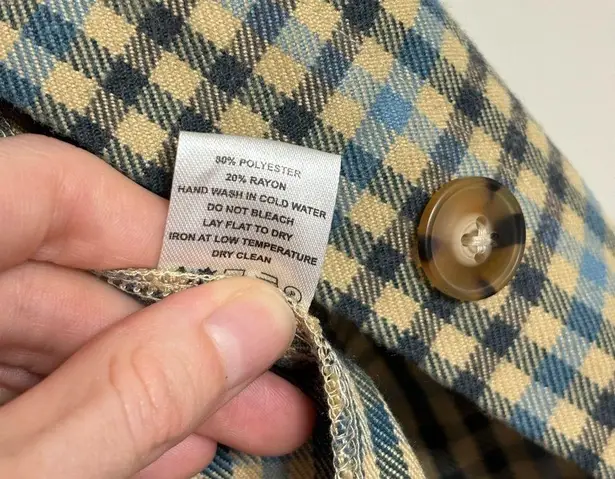 80% POLYESTER
20% RAYON
HAND WASH IN COLD WATER
DO NOT BLEACH
LAY FLAT TO DRY
IRON AT LOW TEMPERATURE
DRY CLEAN